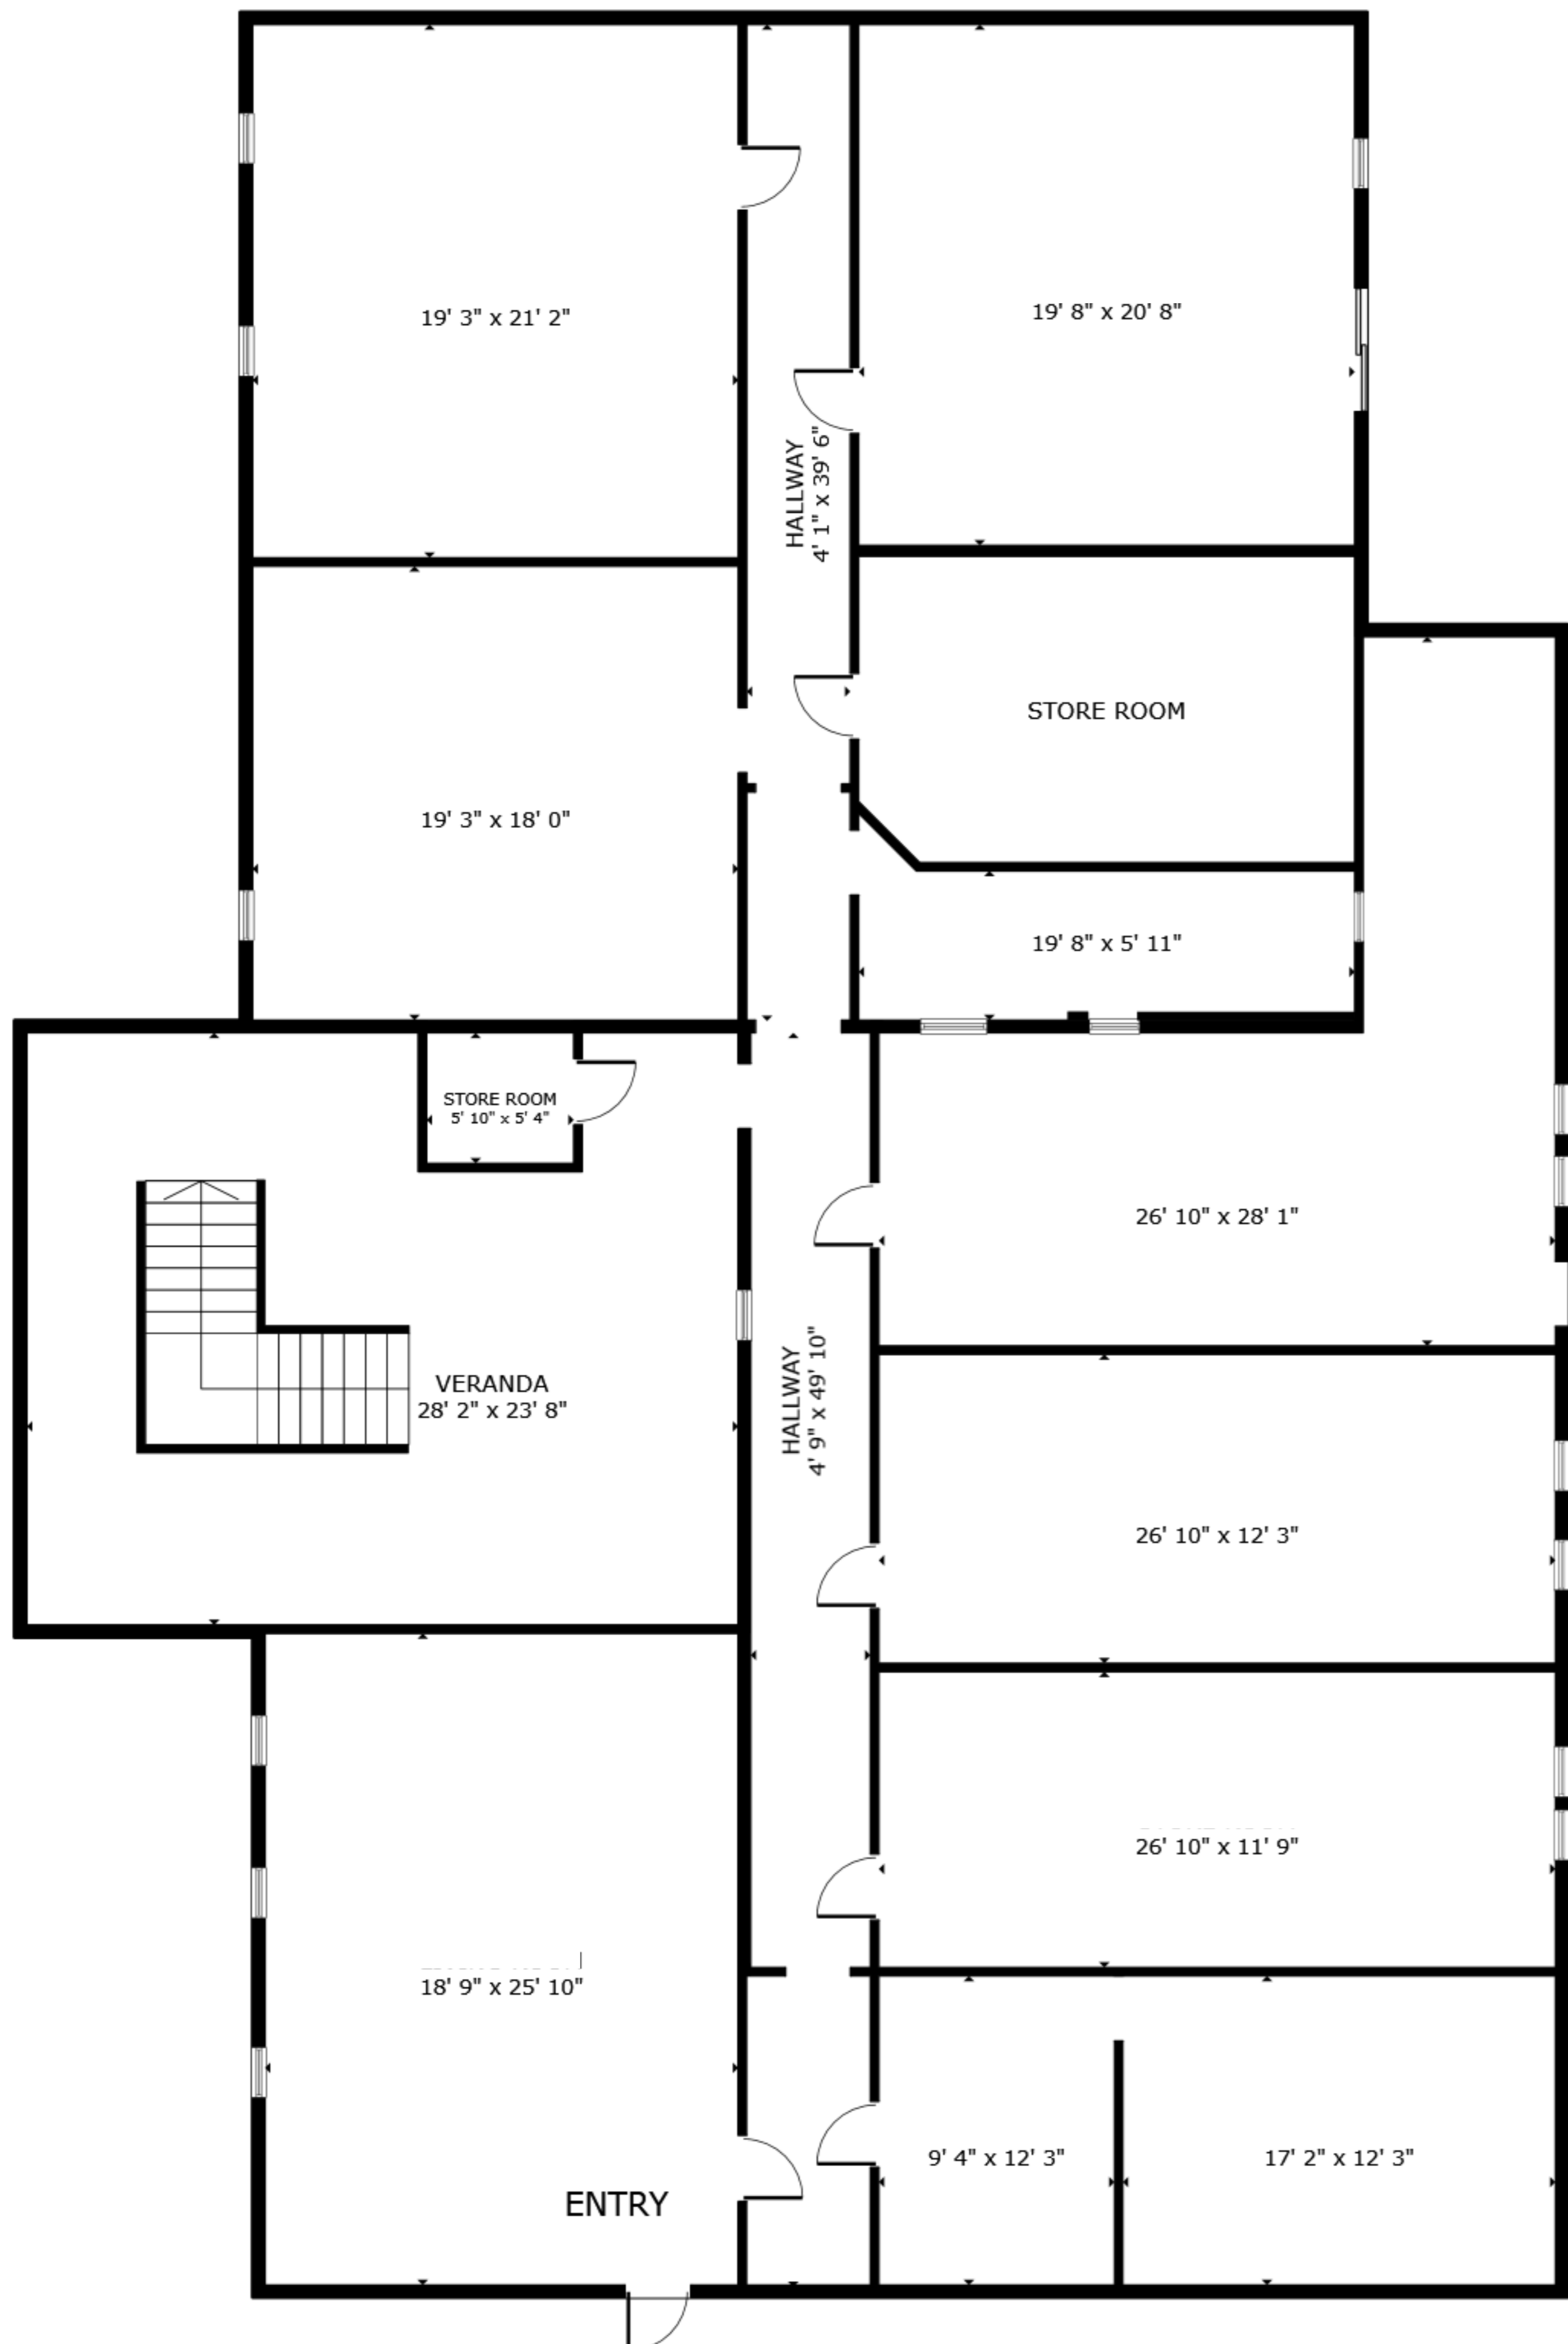 19' 3" x 21' 2"
19' 8" x 20' 8"
HALLWAY
4' 1" x 39' 6"
STORE ROOM
19' 3" x 18' 0"
19' 8" x 5' 11"
STORE ROOM
5' 10" x 5' 4"
26' 10" x 28' 1"
VERANDA
28' 2" x 23' 8"
HALLWAY
4' 9" x 49' 10"
26' 10" x 12' 3"
26' 10" x 11' 9"
18' 9" x 25' 10"
9' 4" x 12' 3"
17' 2" x 12' 3"
ENTRY